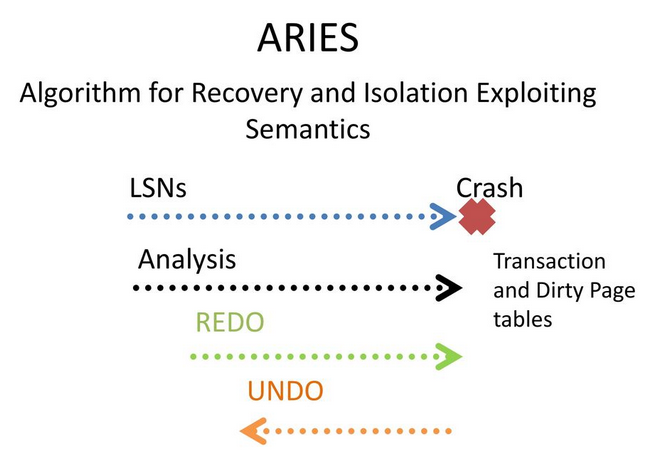 ARIES
Algorithm for Recovery and Isolation Exploiting
Semantics
LSNs
Crash
Analysis
Transaction
and Dirty Page
tables
REDO
UNDO